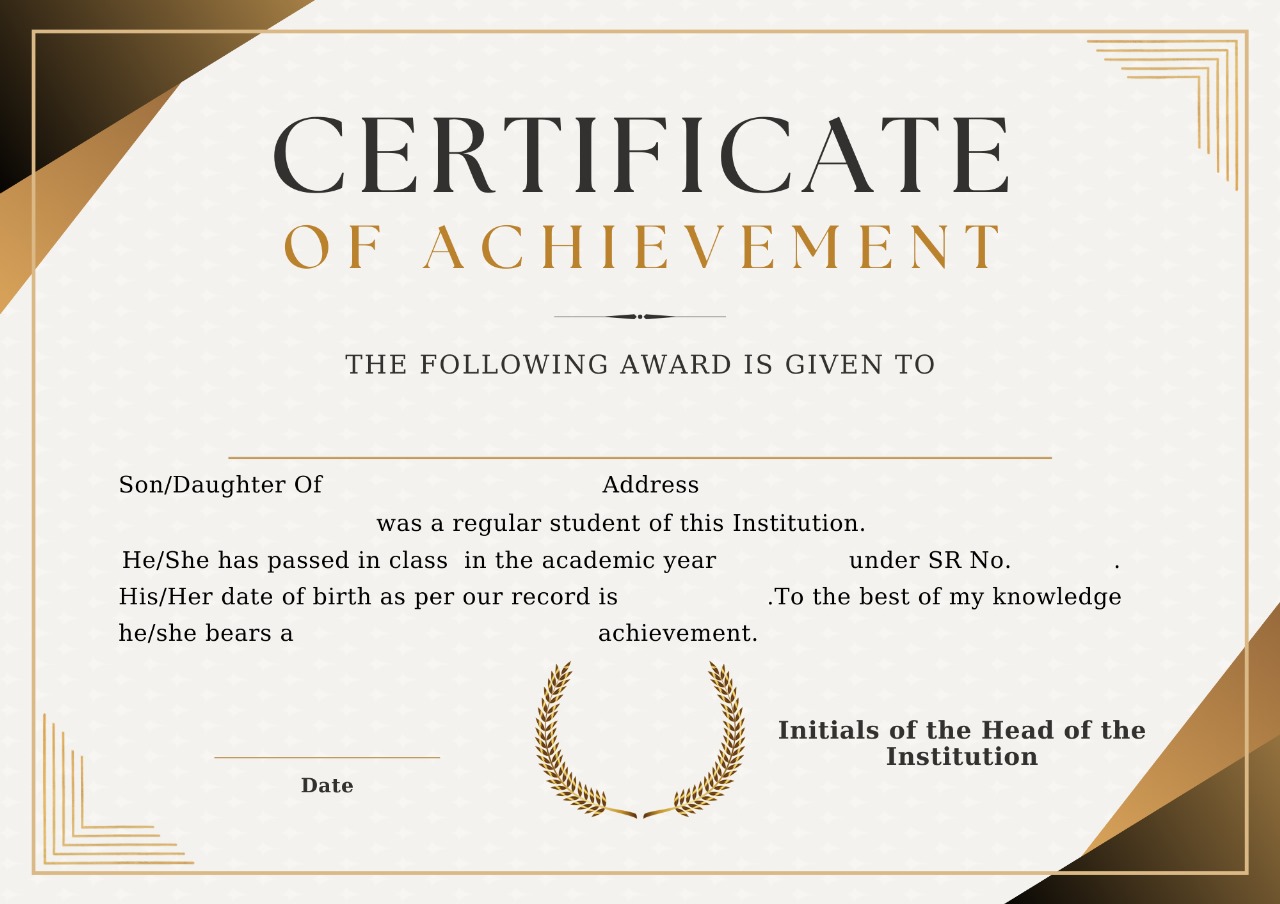 CERTIFICATE
OF ACHIEVEMENT
THE FOLLOWING AWARD IS GIVEN TO
Son/Daughter Of Address
was a regular student of this Institution.
He/She has passed in class in the academic year under SR No. .
His/Her date of birth as per our record is .To the best of my knowledge
he/she bears a achievement.
Initials of the Head of the
Institution
Date